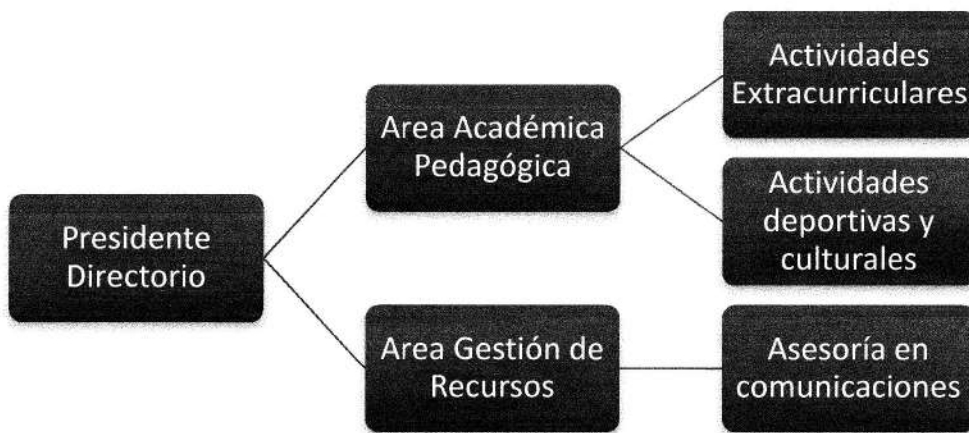 Presidente
Directorio
Area Académica
Pedagógica
Actividades
Extracurriculares
Actividades
deportivas y
culturales
Area Gestión de
Recursos
Asesoría en
comunicaciones